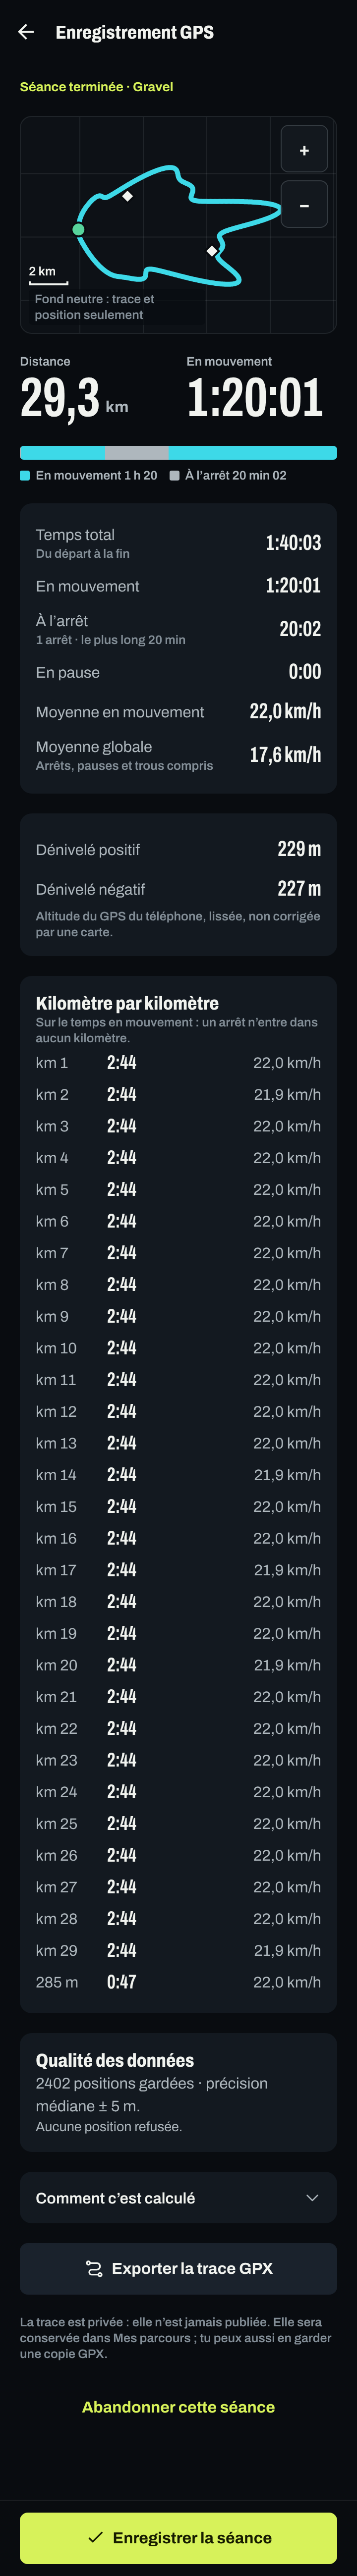 Enregistrement GPS
Séance terminée · Gravel
+
−
2 km
Fond neutre : trace et
position seulement
Distance
En mouvement
29,3 km
1:20:01
En mouvement 1 h 20
À l’arrêt 20 min 02
Temps total
1:40:03
Du départ à la fin
En mouvement
1:20:01
À l’arrêt
20:02
1 arrêt · le plus long 20 min
En pause
0:00
Moyenne en mouvement
22,0 km/h
Moyenne globale
17,6 km/h
Arrêts, pauses et trous compris
Dénivelé positif
229 m
Dénivelé négatif
227 m
Altitude du GPS du téléphone, lissée, non corrigée
par une carte.
Kilomètre par kilomètre
Sur le temps en mouvement : un arrêt n’entre dans
aucun kilomètre.
km 1 2:44 22,0 km/h
km 2 2:44 21,9 km/h
km 3 2:44 22,0 km/h
km 4 2:44 22,0 km/h
km 5 2:44 22,0 km/h
km 6 2:44 22,0 km/h
km 7 2:44 22,0 km/h
km 8 2:44 22,0 km/h
km 9 2:44 22,0 km/h
km 10 2:44 22,0 km/h
km 11 2:44 22,0 km/h
km 12 2:44 22,0 km/h
km 13 2:44 22,0 km/h
km 14 2:44 21,9 km/h
km 15 2:44 22,0 km/h
km 16 2:44 22,0 km/h
km 17 2:44 21,9 km/h
km 18 2:44 22,0 km/h
km 19 2:44 22,0 km/h
km 20 2:44 21,9 km/h
km 21 2:44 22,0 km/h
km 22 2:44 22,0 km/h
km 23 2:44 22,0 km/h
km 24 2:44 22,0 km/h
km 25 2:44 22,0 km/h
km 26 2:44 22,0 km/h
km 27 2:44 22,0 km/h
km 28 2:44 22,0 km/h
km 29 2:44 21,9 km/h
285 m 0:47 22,0 km/h
Qualité des données
2402 positions gardées · précision
médiane ± 5 m.
Aucune position refusée.
Comment c’est calculé
Exporter la trace GPX
La trace est privée : elle n’est jamais publiée. Elle sera
conservée dans Mes parcours ; tu peux aussi en garder
une copie GPX.
Abandonner cette séance
Enregistrer la séance